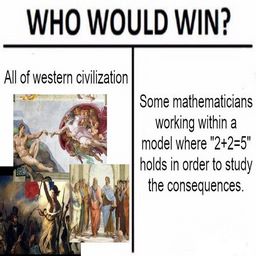 WHO WOULD WIN?
All of western civilization
Some mathematicians
working within a
model where "2+2=5"
holds in order to study
the consequences.